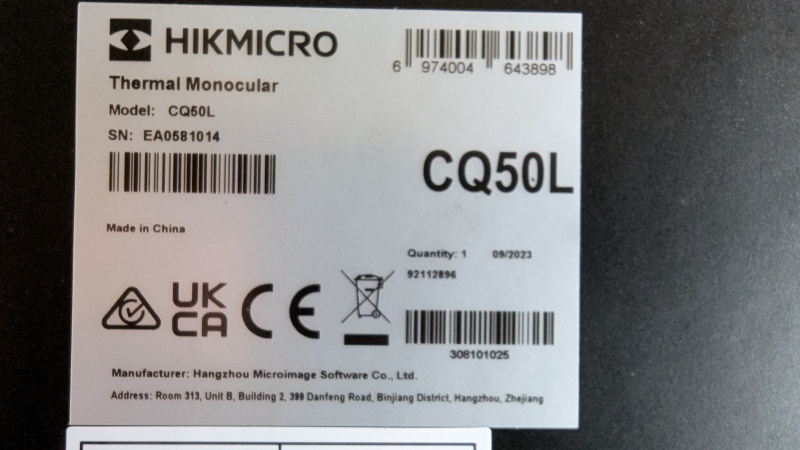 HIKMICRO
6 974004 643898
Thermal Monocular
Model: CQ50L
SN: EA0581014
CQ50L
Made in China
Quantity: 1 09/2023
92112896
UK
CA
CE
308101025
Manufacturer: Hangzhou Microimage Software Co., Ltd.
Address: Room 313, Unit B, Building 2, 399 Danfeng Road, Binjiang District, Hangzhou, Zhejiang